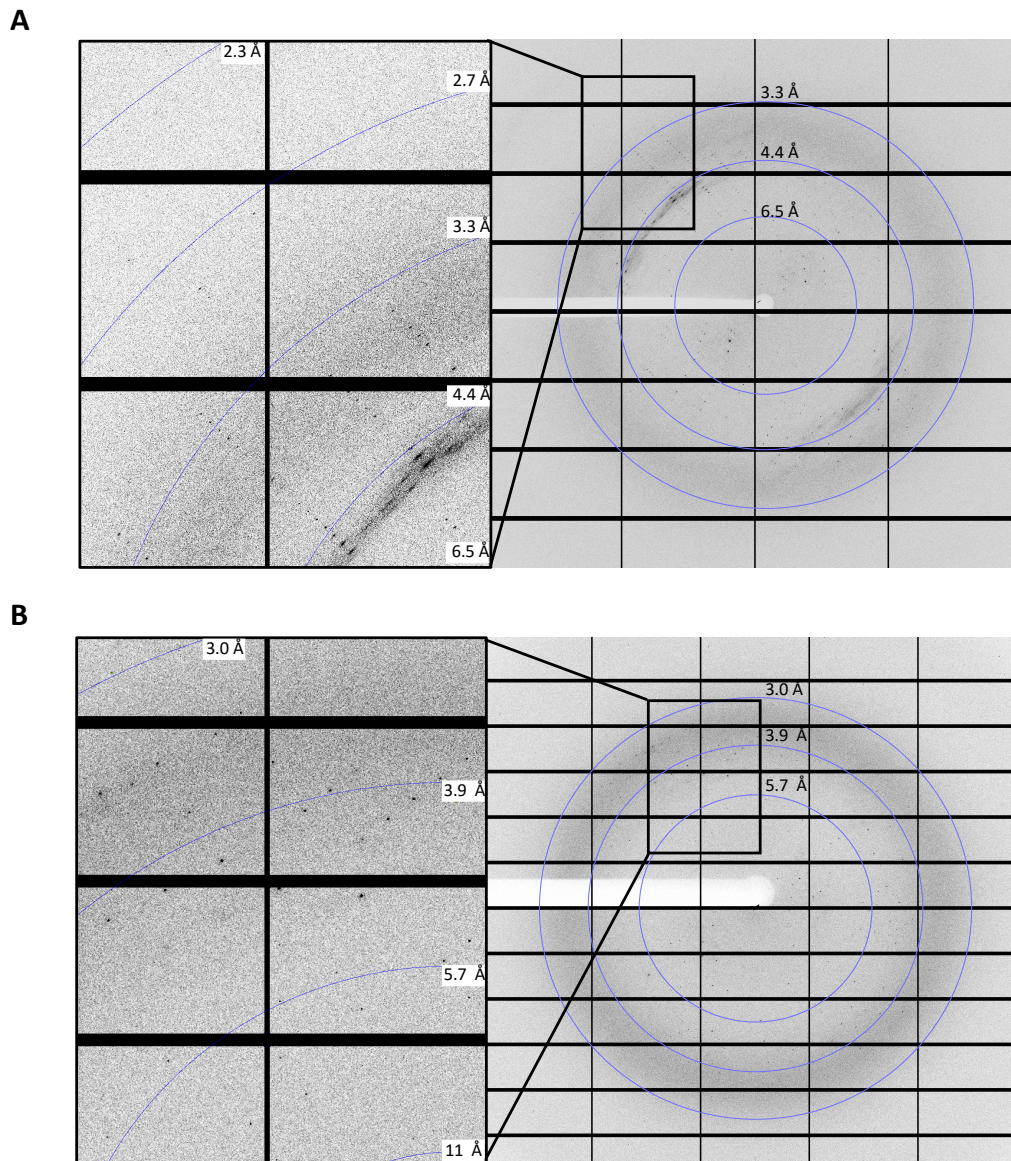 A
2.3 Å
2.7 Å
3.3 Å
4.4 Å
6.5 Å
3.3 Å
4.4 Å
6.5 Å
B
3.0 Å
3.9 Å
5.7 Å
11 Å
3.0 Å
3.9 Å
5.7 Å